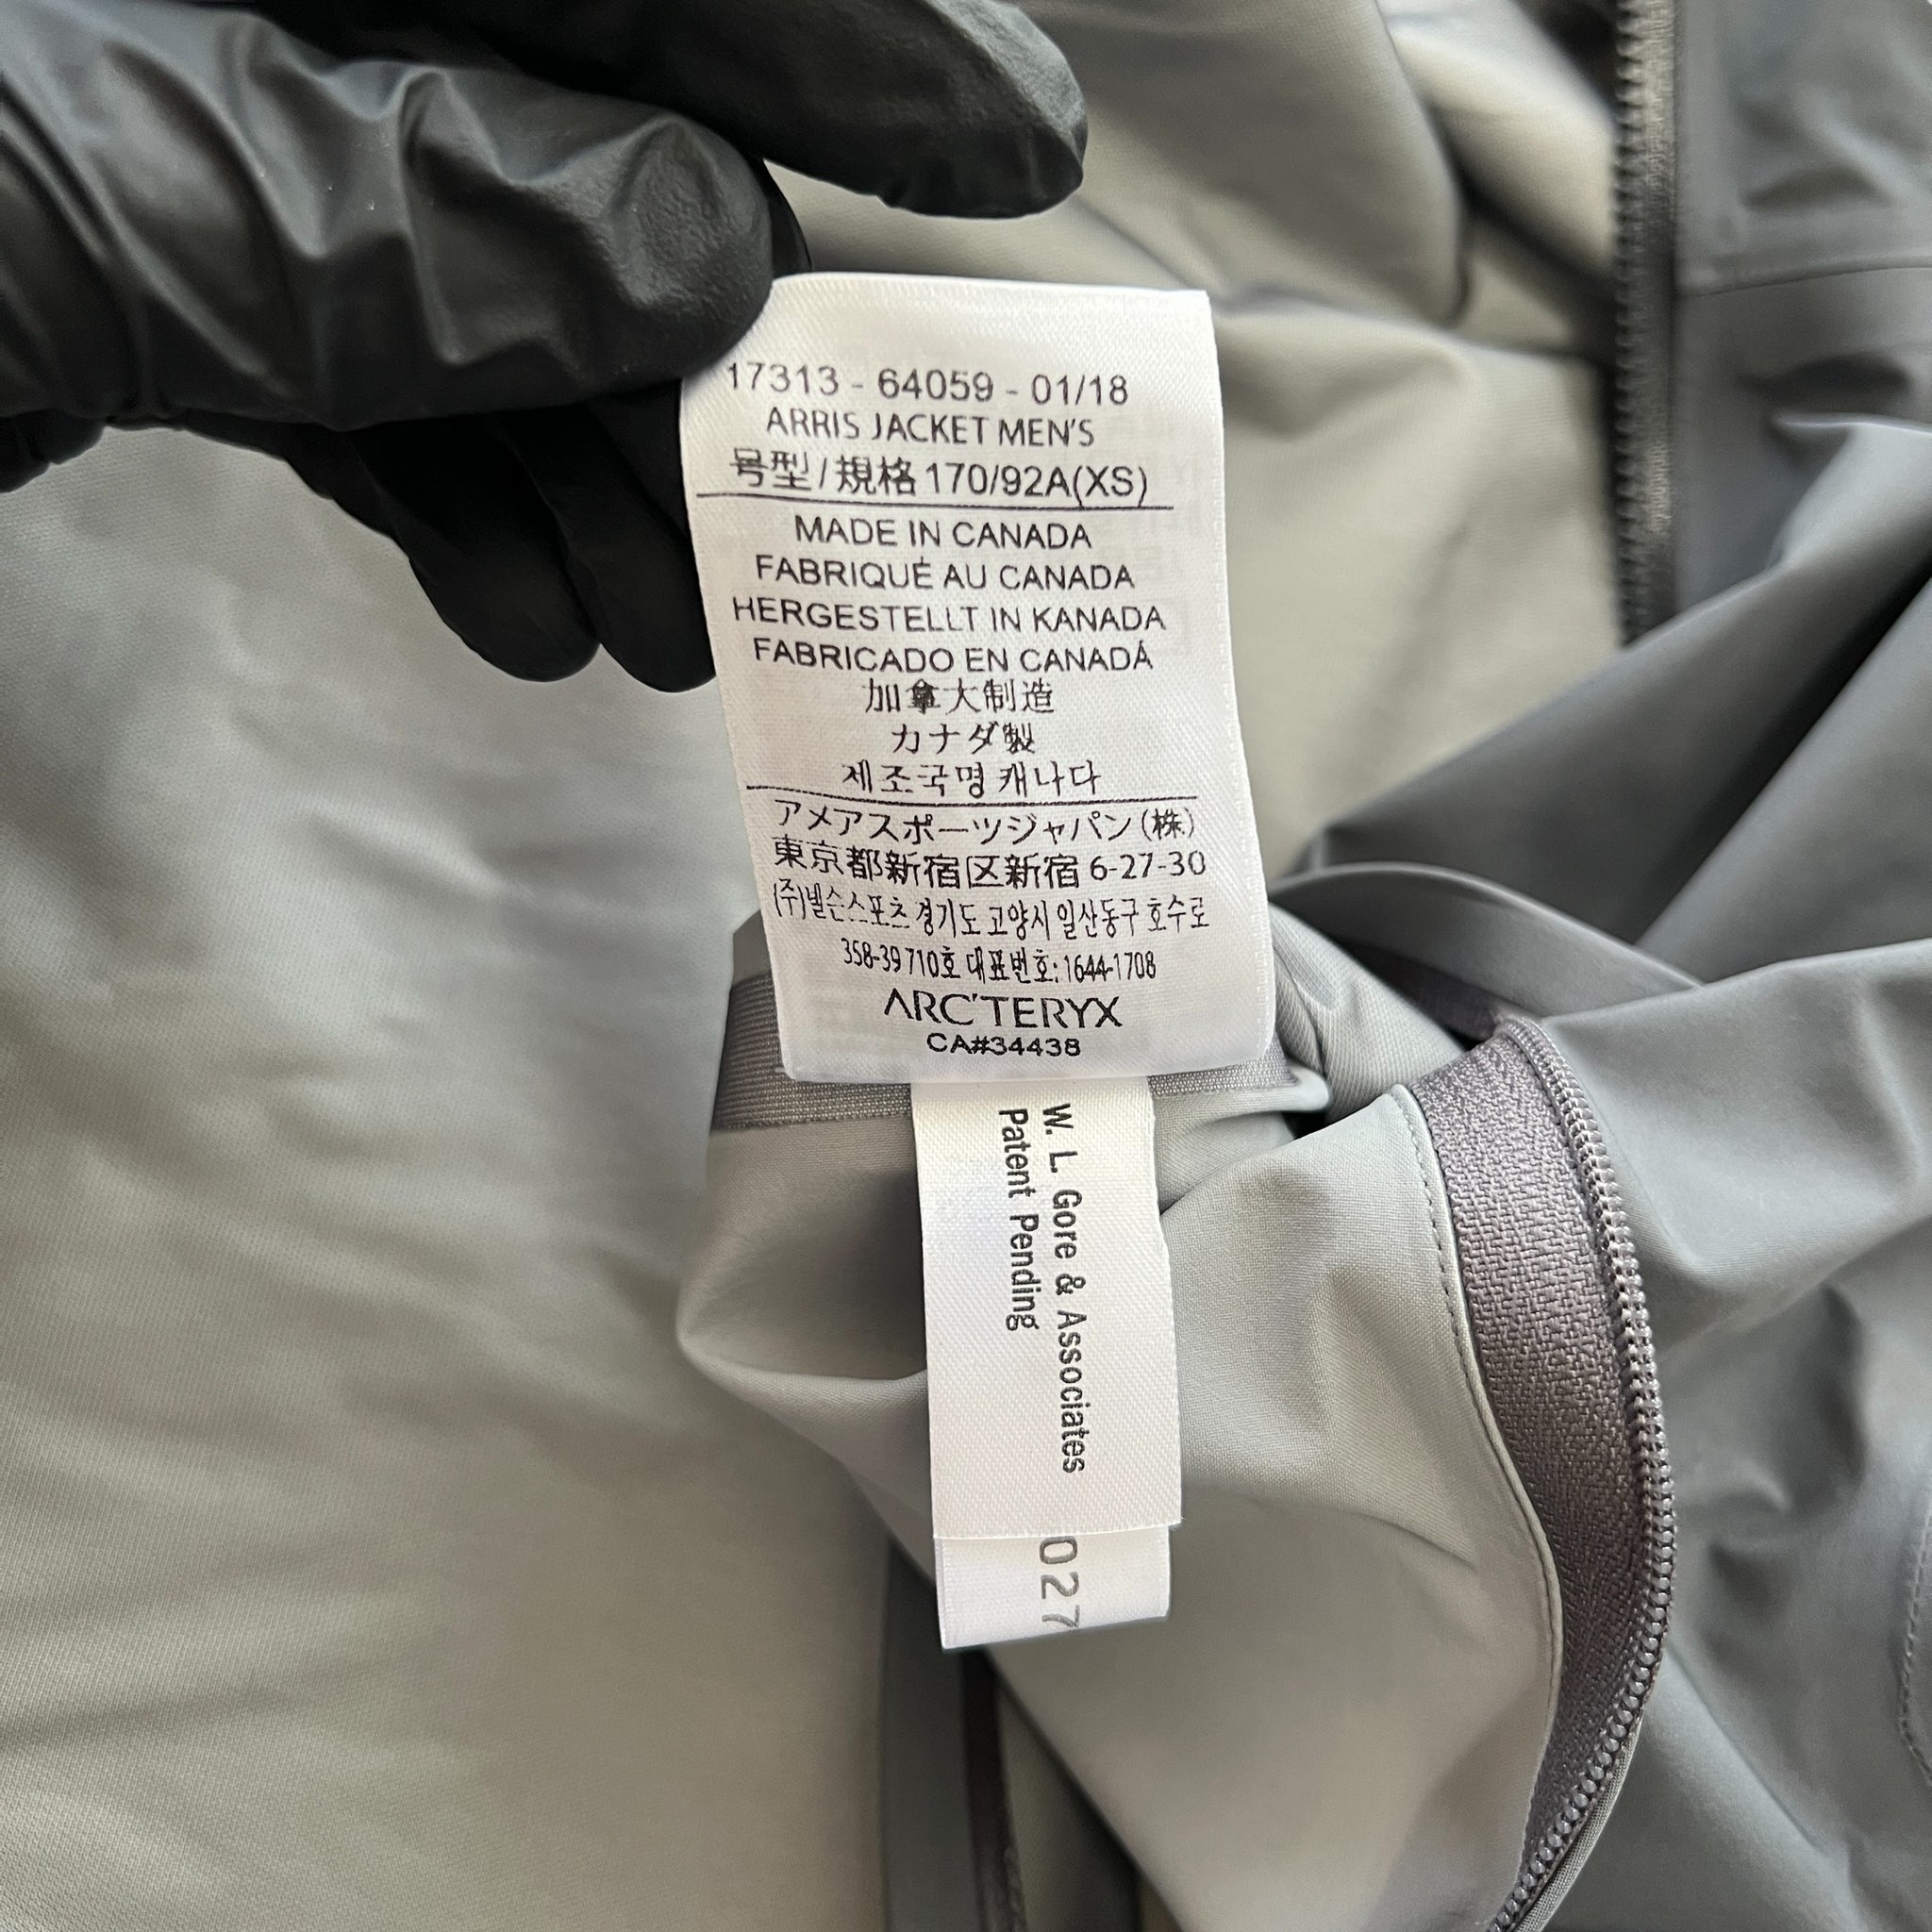 17313 - 64059 - 01/18
ARRIS JACKET MEN'S
号型/規格 170/92A(XS)
MADE IN CANADA
FABRIQUÉ AU CANADA
HERGESTELLT IN KANADA
FABRICADO EN CANADÁ
加拿大制造
カナダ製
제조국명 캐나다
アメアスポーツジャパン(株)
東京都新宿区新宿 6-27-30
(주)넬슨스포츠 경기도 고양시 일산동구 호수로
358-39 710호 대표번호: 1644-1708
ARC'TERYX
CA#34438
W. L. Gore & Associates
Patent Pending
027